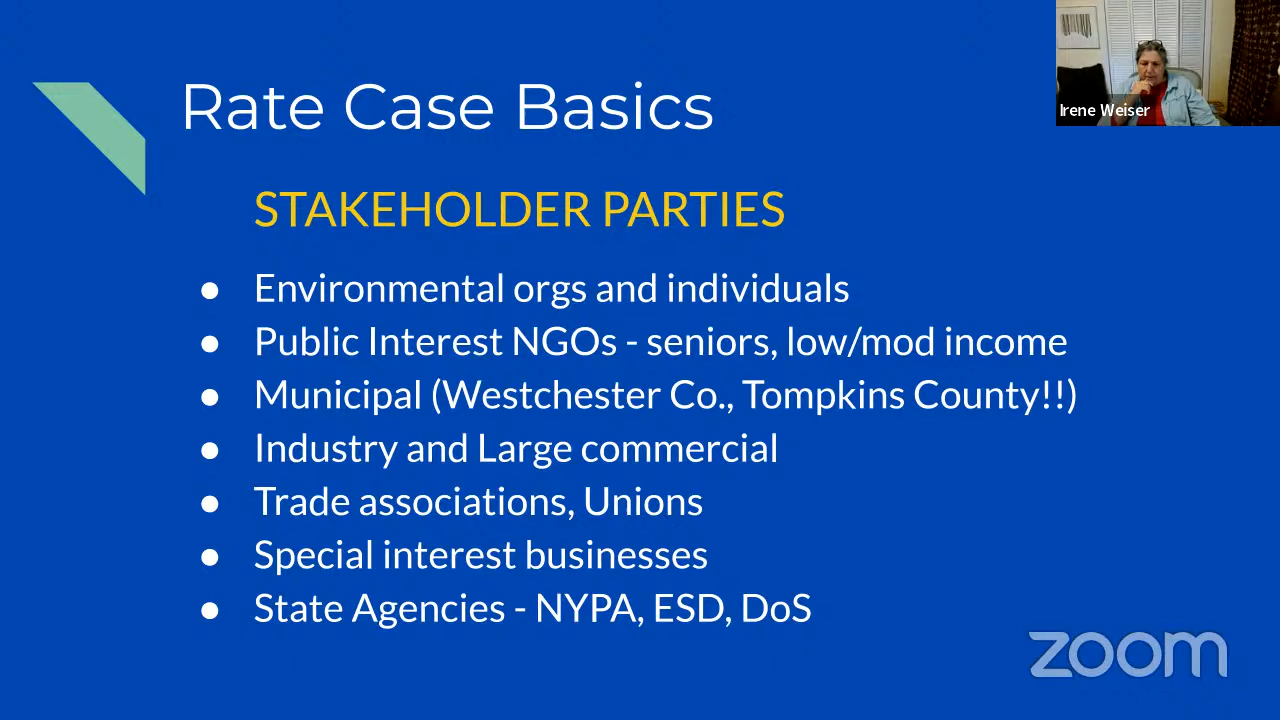 Rate Case Basics
Irene Weiser
STAKEHOLDER PARTIES
● Environmental orgs and individuals
● Public Interest NGOs - seniors, low/mod income
● Municipal (Westchester Co., Tompkins County!!)
● Industry and Large commercial
● Trade associations, Unions
● Special interest businesses
● State Agencies - NYPA, ESD, DoS
zoom